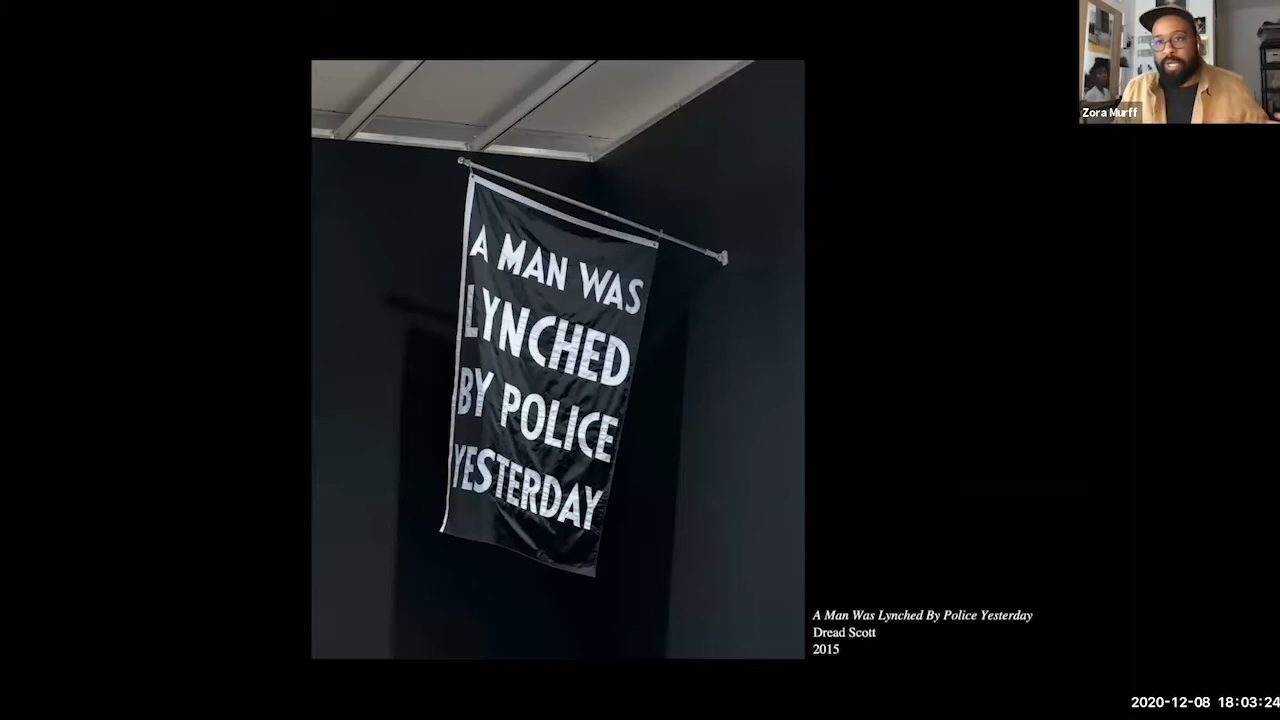 Zora Murff
A MAN WAS
LYNCHED
BY POLICE
YESTERDAY
A Man Was Lynched By Police Yesterday
Dread Scott
2015
2020-12-08 18:03:24